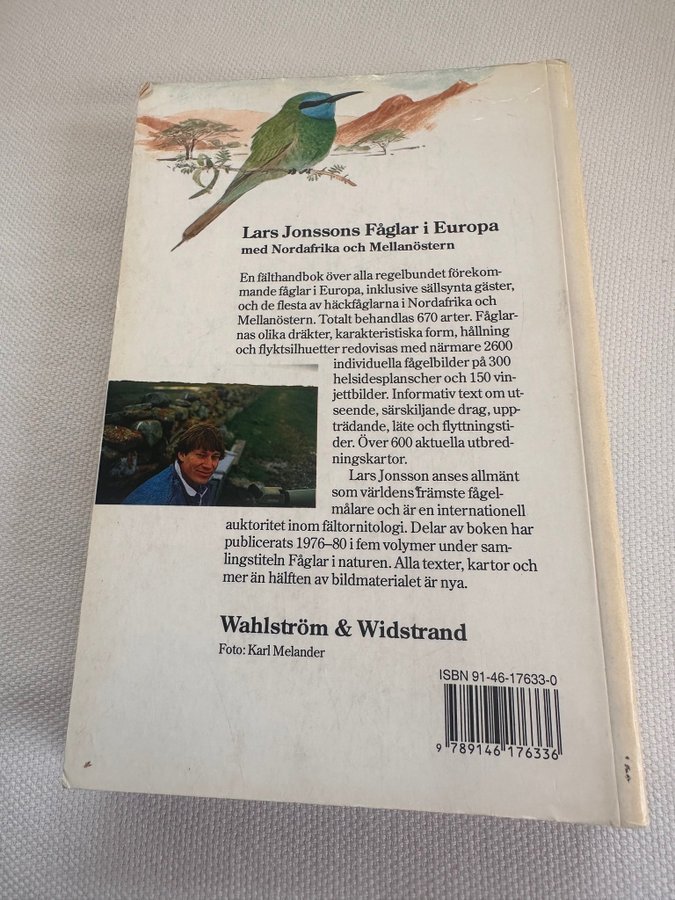 Lars Jonssons Fåglar i Europa
med Nordafrika och Mellanöstern
En fälthandbok över alla regelbundet förekom-
mande fåglar i Europa, inklusive sällsynta gäster,
och de flesta av häckfåglarna i Nordafrika och
Mellanöstern. Totalt behandlas 670 arter. Fåglar-
nas olika dräkter, karakteristiska form, hållning
och flyktsilhuetter redovisas med närmare 2600
individuella fågelbilder på 300
helsidesplanscher och 150 vin-
jettbilder. Informativ text om ut-
seende, särskiljande drag, upp-
trädande, läte och flyttningsti-
der. Över 600 aktuella utbred-
ningskartor.
Lars Jonsson anses allmänt
som världens främste fågel-
målare och är en internationell
auktoritet inom fältornitologi. Delar av boken har
publicerats 1976–80 i fem volymer under sam-
lingstiteln Fåglar i naturen. Alla texter, kartor och
mer än hälften av bildmaterialet är nya.
Wahlström & Widstrand
Foto: Karl Melander
ISBN 91-46-17633-0
9 789146 176336